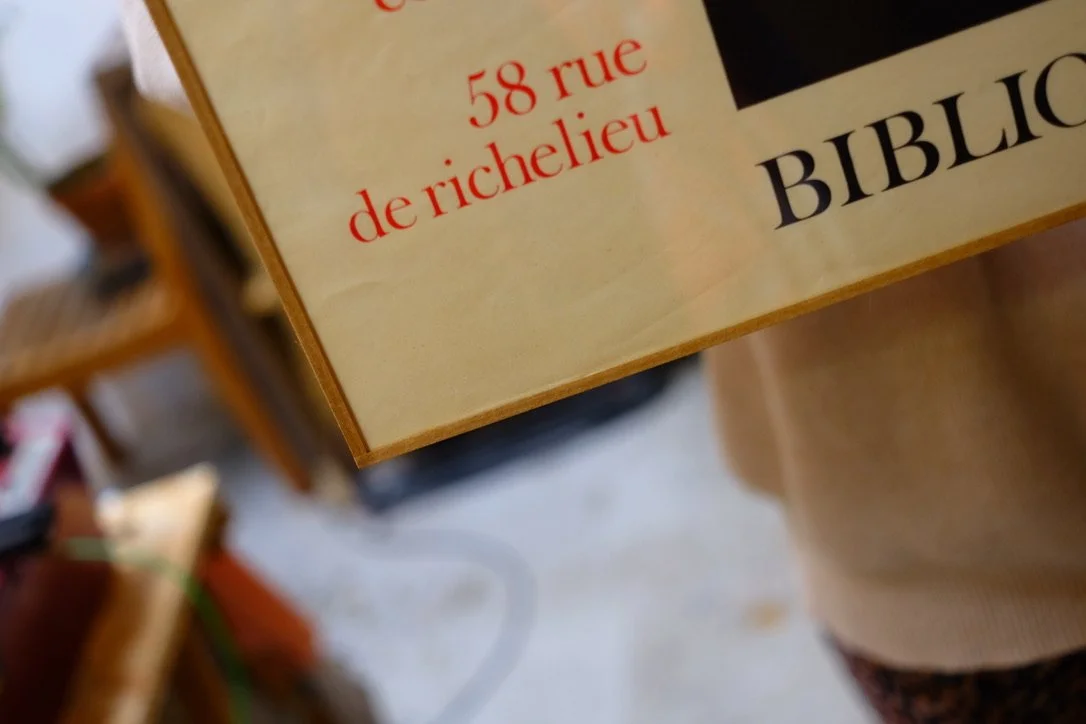 58 rue
de richelieu
BIBLIO